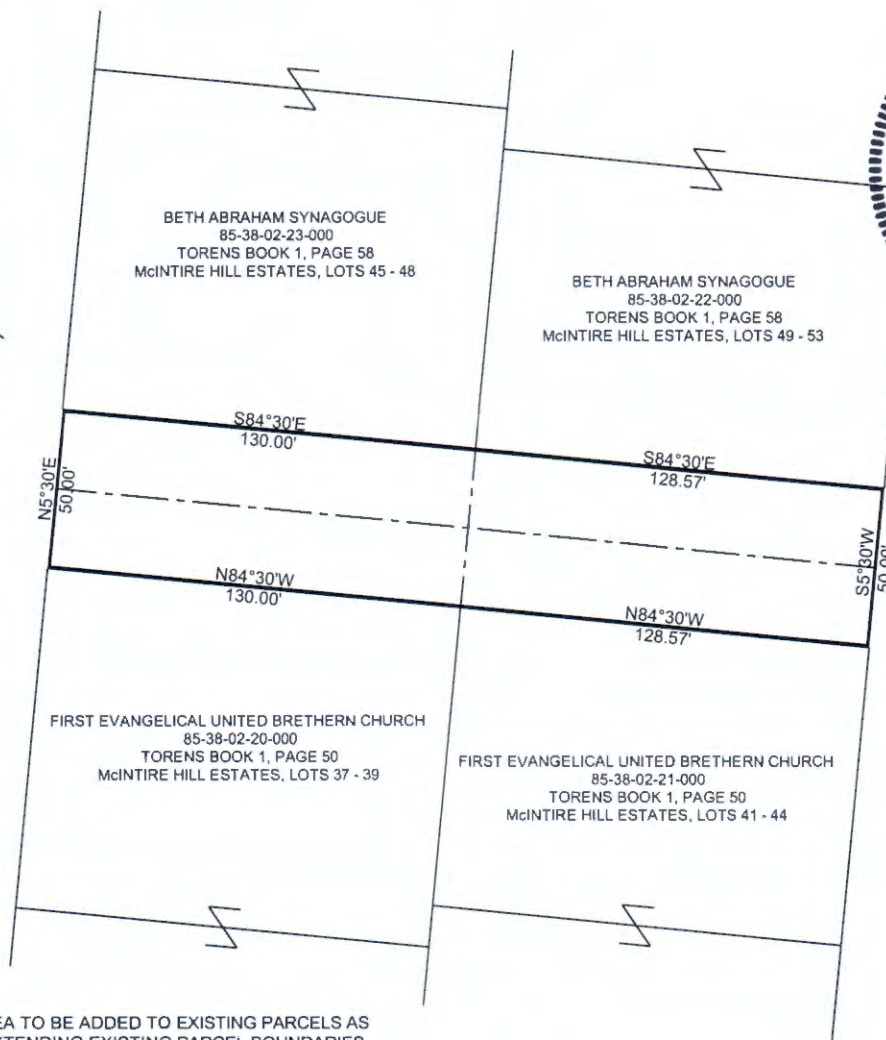 BETH ABRAHAM SYNAGOGUE
85-38-02-23-000
TORENS BOOK 1, PAGE 58
McINTIRE HILL ESTATES, LOTS 45 - 48
BETH ABRAHAM SYNAGOGUE
85-38-02-22-000
TORENS BOOK 1, PAGE 58
McINTIRE HILL ESTATES, LOTS 49 - 53
S84°30'E
130.00'
S84°30'E
128.57'
N5°30'E
50.00'
S5°30'W
50.00'
N84°30'W
130.00'
N84°30'W
128.57'
FIRST EVANGELICAL UNITED BRETHERN CHURCH
85-38-02-20-000
TORENS BOOK 1, PAGE 50
McINTIRE HILL ESTATES, LOTS 37 - 39
FIRST EVANGELICAL UNITED BRETHERN CHURCH
85-38-02-21-000
TORENS BOOK 1, PAGE 50
McINTIRE HILL ESTATES, LOTS 41 - 44
TO BE ADDED TO EXISTING PARCELS AS
EXISTING PARCEL BOUNDARIES